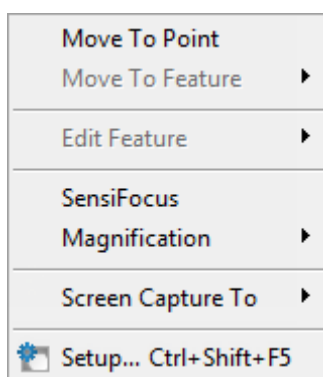 Move To Point
Move To Feature
Edit Feature
SensiFocus
Magnification
Screen Capture To
Setup... Ctrl+Shift+F5